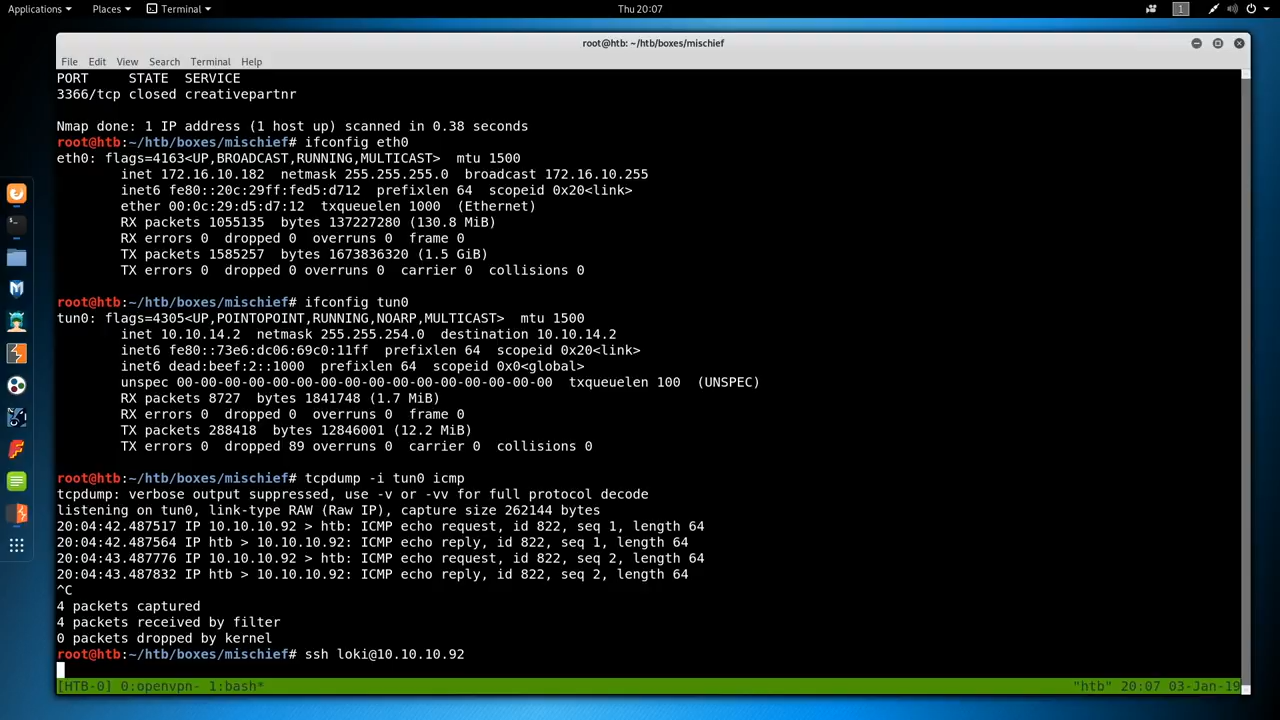 Applications Places Terminal Thu 20:07 1
root@htb: ~/htb/boxes/mischief
File Edit View Search Terminal Help
PORT     STATE  SERVICE
3366/tcp closed creativepartnr
Nmap done: 1 IP address (1 host up) scanned in 0.38 seconds
root@htb:~/htb/boxes/mischief# ifconfig eth0
eth0: flags=4163<UP,BROADCAST,RUNNING,MULTICAST>  mtu 1500
        inet 172.16.10.182  netmask 255.255.255.0  broadcast 172.16.10.255
        inet6 fe80::20c:29ff:fed5:d712  prefixlen 64  scopeid 0x20<link>
        ether 00:0c:29:d5:d7:12  txqueuelen 1000  (Ethernet)
        RX packets 1055135  bytes 137227280 (130.8 MiB)
        RX errors 0  dropped 0  overruns 0  frame 0
        TX packets 1585257  bytes 1673836320 (1.5 GiB)
        TX errors 0  dropped 0 overruns 0  carrier 0  collisions 0
root@htb:~/htb/boxes/mischief# ifconfig tun0
tun0: flags=4305<UP,POINTOPOINT,RUNNING,NOARP,MULTICAST>  mtu 1500
        inet 10.10.14.2  netmask 255.255.254.0  destination 10.10.14.2
        inet6 fe80::73e6:dc06:69c0:11ff  prefixlen 64  scopeid 0x20<link>
        inet6 dead:beef:2::1000  prefixlen 64  scopeid 0x0<global>
        unspec 00-00-00-00-00-00-00-00-00-00-00-00-00-00-00-00  txqueuelen 100  (UNSPEC)
        RX packets 8727  bytes 1841748 (1.7 MiB)
        RX errors 0  dropped 0  overruns 0  frame 0
        TX packets 288418  bytes 12846001 (12.2 MiB)
        TX errors 0  dropped 89 overruns 0  carrier 0  collisions 0
root@htb:~/htb/boxes/mischief# tcpdump -i tun0 icmp
tcpdump: verbose output suppressed, use -v or -vv for full protocol decode
listening on tun0, link-type RAW (Raw IP), capture size 262144 bytes
20:04:42.487517 IP 10.10.10.92 > htb: ICMP echo request, id 822, seq 1, length 64
20:04:42.487564 IP htb > 10.10.10.92: ICMP echo reply, id 822, seq 1, length 64
20:04:43.487776 IP 10.10.10.92 > htb: ICMP echo request, id 822, seq 2, length 64
20:04:43.487832 IP htb > 10.10.10.92: ICMP echo reply, id 822, seq 2, length 64
^C
4 packets captured
4 packets received by filter
0 packets dropped by kernel
root@htb:~/htb/boxes/mischief# ssh loki@10.10.10.92
[HTB-0] 0:openvpn- 1:bash* "htb" 20:07 03-Jan-19